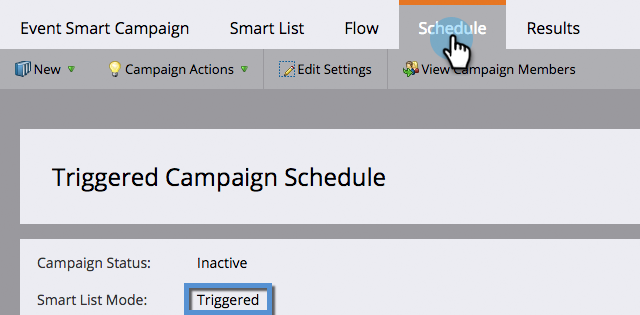 Event Smart Campaign Smart List Flow Schedule Results
New Campaign Actions Edit Settings View Campaign Members
Triggered Campaign Schedule
Campaign Status: Inactive
Smart List Mode: Triggered